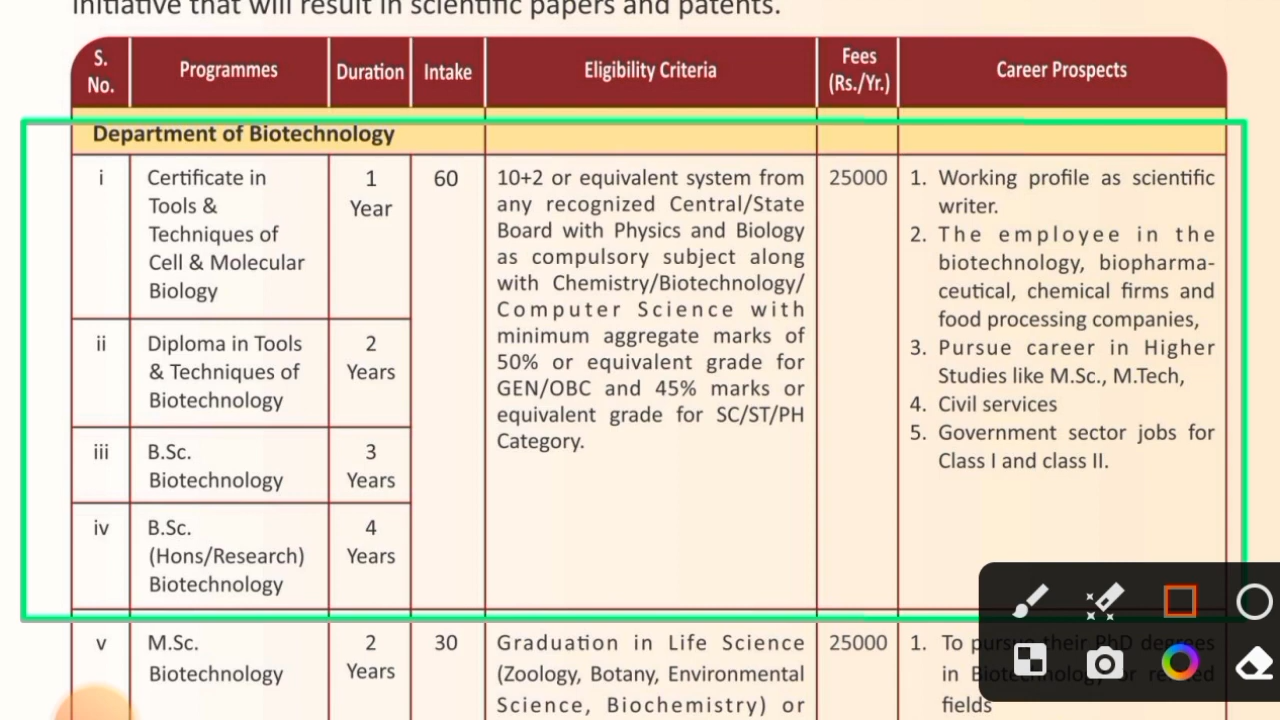 initiative that will result in scientific papers and patents.
S. No. Programmes Duration Intake Eligibility Criteria Fees (Rs./Yr.) Career Prospects
Department of Biotechnology
i
Certificate in
Tools &
Techniques of
Cell & Molecular
Biology
1
Year
60
10+2 or equivalent system from
any recognized Central/State
Board with Physics and Biology
as compulsory subject along
with Chemistry/Biotechnology/
Computer Science with
minimum aggregate marks of
50% or equivalent grade for
GEN/OBC and 45% marks or
equivalent grade for SC/ST/PH
Category.
25000
1. Working profile as scientific
writer.
2. The employee in the
biotechnology, biopharma-
ceutical, chemical firms and
food processing companies,
3. Pursue career in Higher
Studies like M.Sc., M.Tech,
4. Civil services
5. Government sector jobs for
Class I and class II.
ii
Diploma in Tools
& Techniques of
Biotechnology
2
Years
iii
B.Sc.
Biotechnology
3
Years
iv
B.Sc.
(Hons/Research)
Biotechnology
4
Years
v
M.Sc.
Biotechnology
2
Years
30
Graduation in Life Science
(Zoology, Botany, Environmental
Science, Biochemistry) or
25000
1. To pursue their PhD degrees
in Biotechnology or related
fields